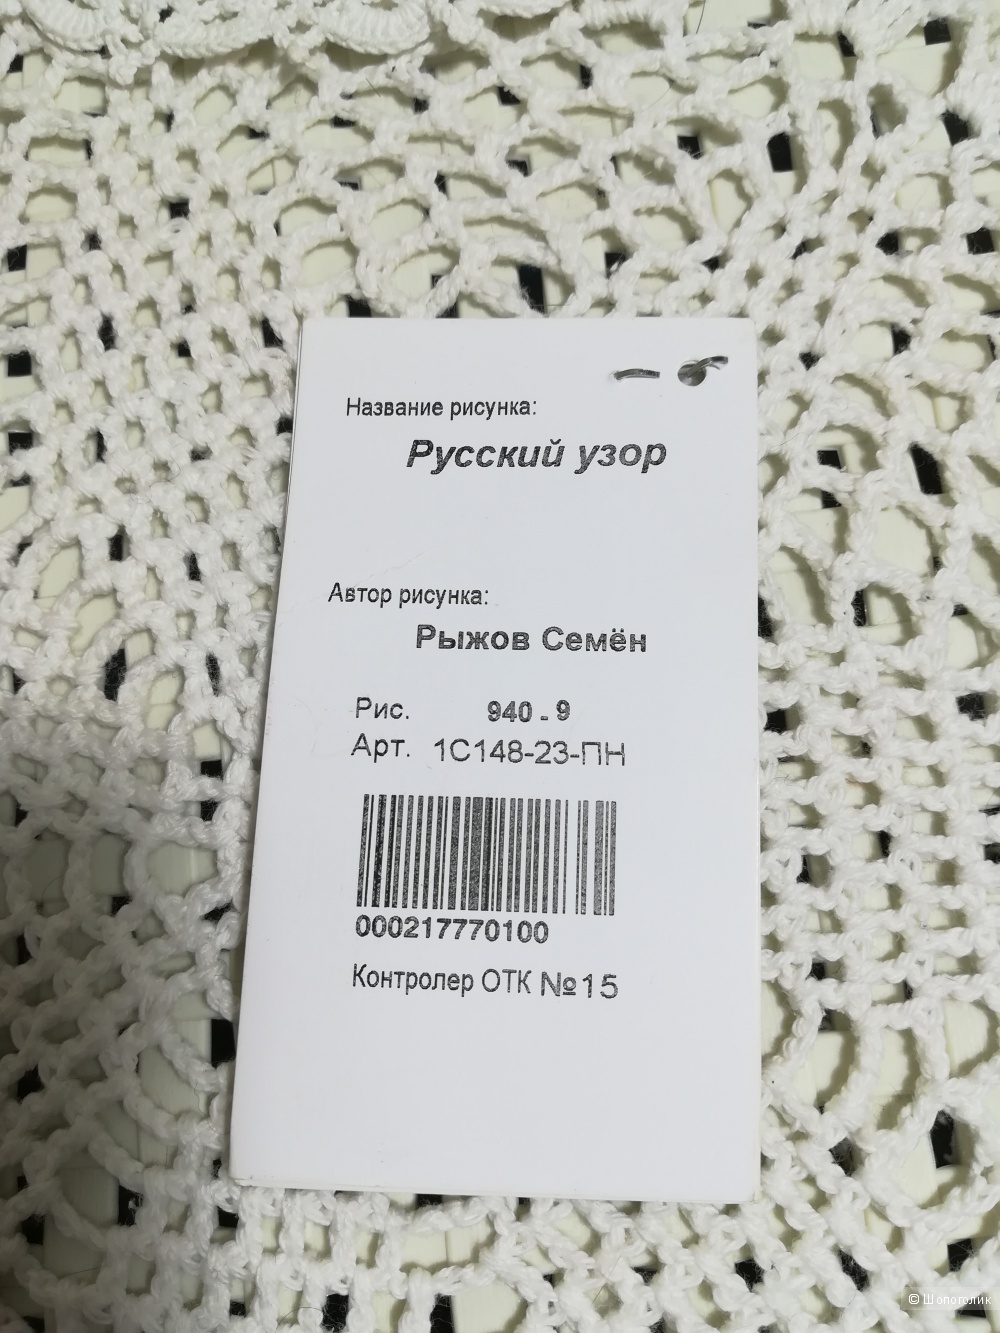 Название рисунка:
Русский узор
Автор рисунка:
Рыжов Семён
Рис. 940 - 9
Арт. 1С148-23-ПН
000217770100
Контролер ОТК №15
© Шопоголик